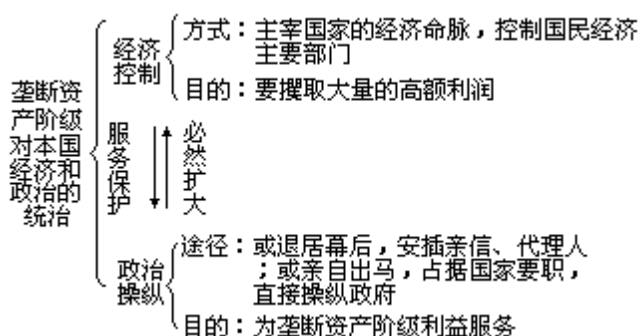 垄断资
产阶级
对本国
经济和
政治的
统治
经济
控制
方式：主宰国家的经济命脉，控制国民经济
主要部门
目的：要攫取大量的高额利润
服务保护
必然扩大
政治
操纵
途径：或退居幕后，安插亲信、代理人
；或亲自出马，占据国家要职，
直接操纵政府
目的：为垄断资产阶级利益服务